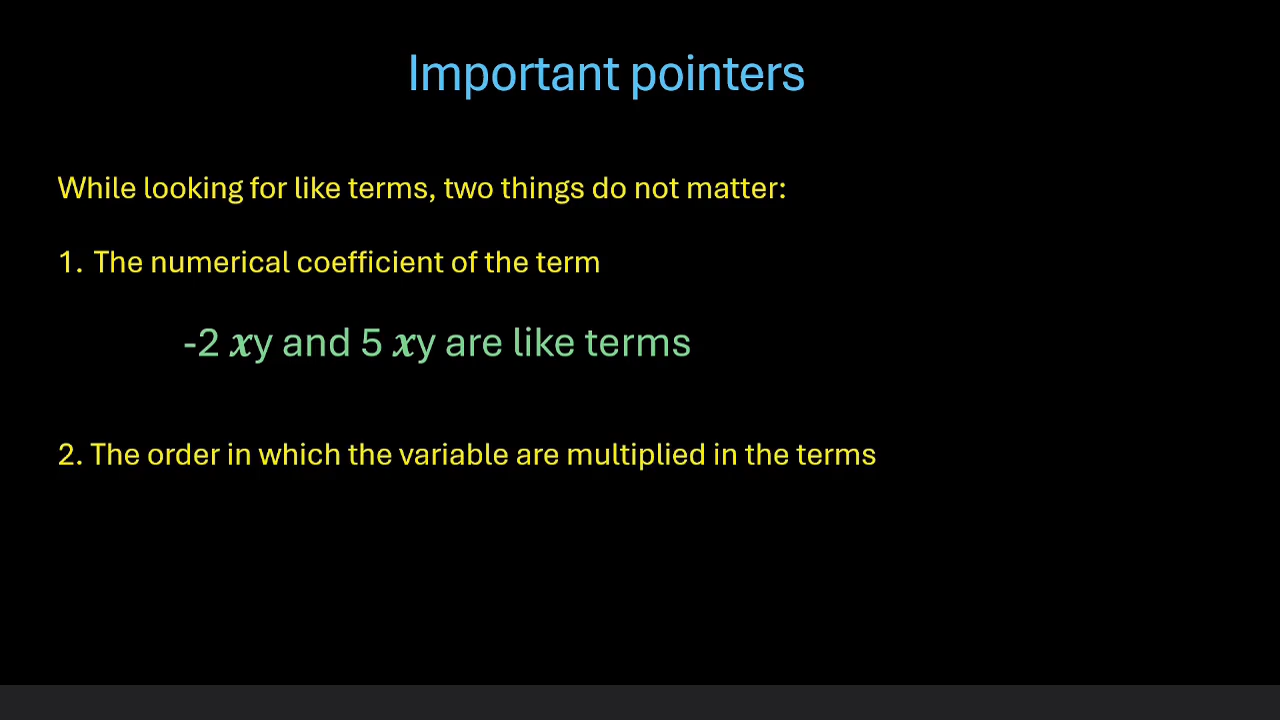 Important pointers
While looking for like terms, two things do not matter:
1. The numerical coefficient of the term
-2 𝒙y and 5 𝒙y are like terms
2. The order in which the variable are multiplied in the terms